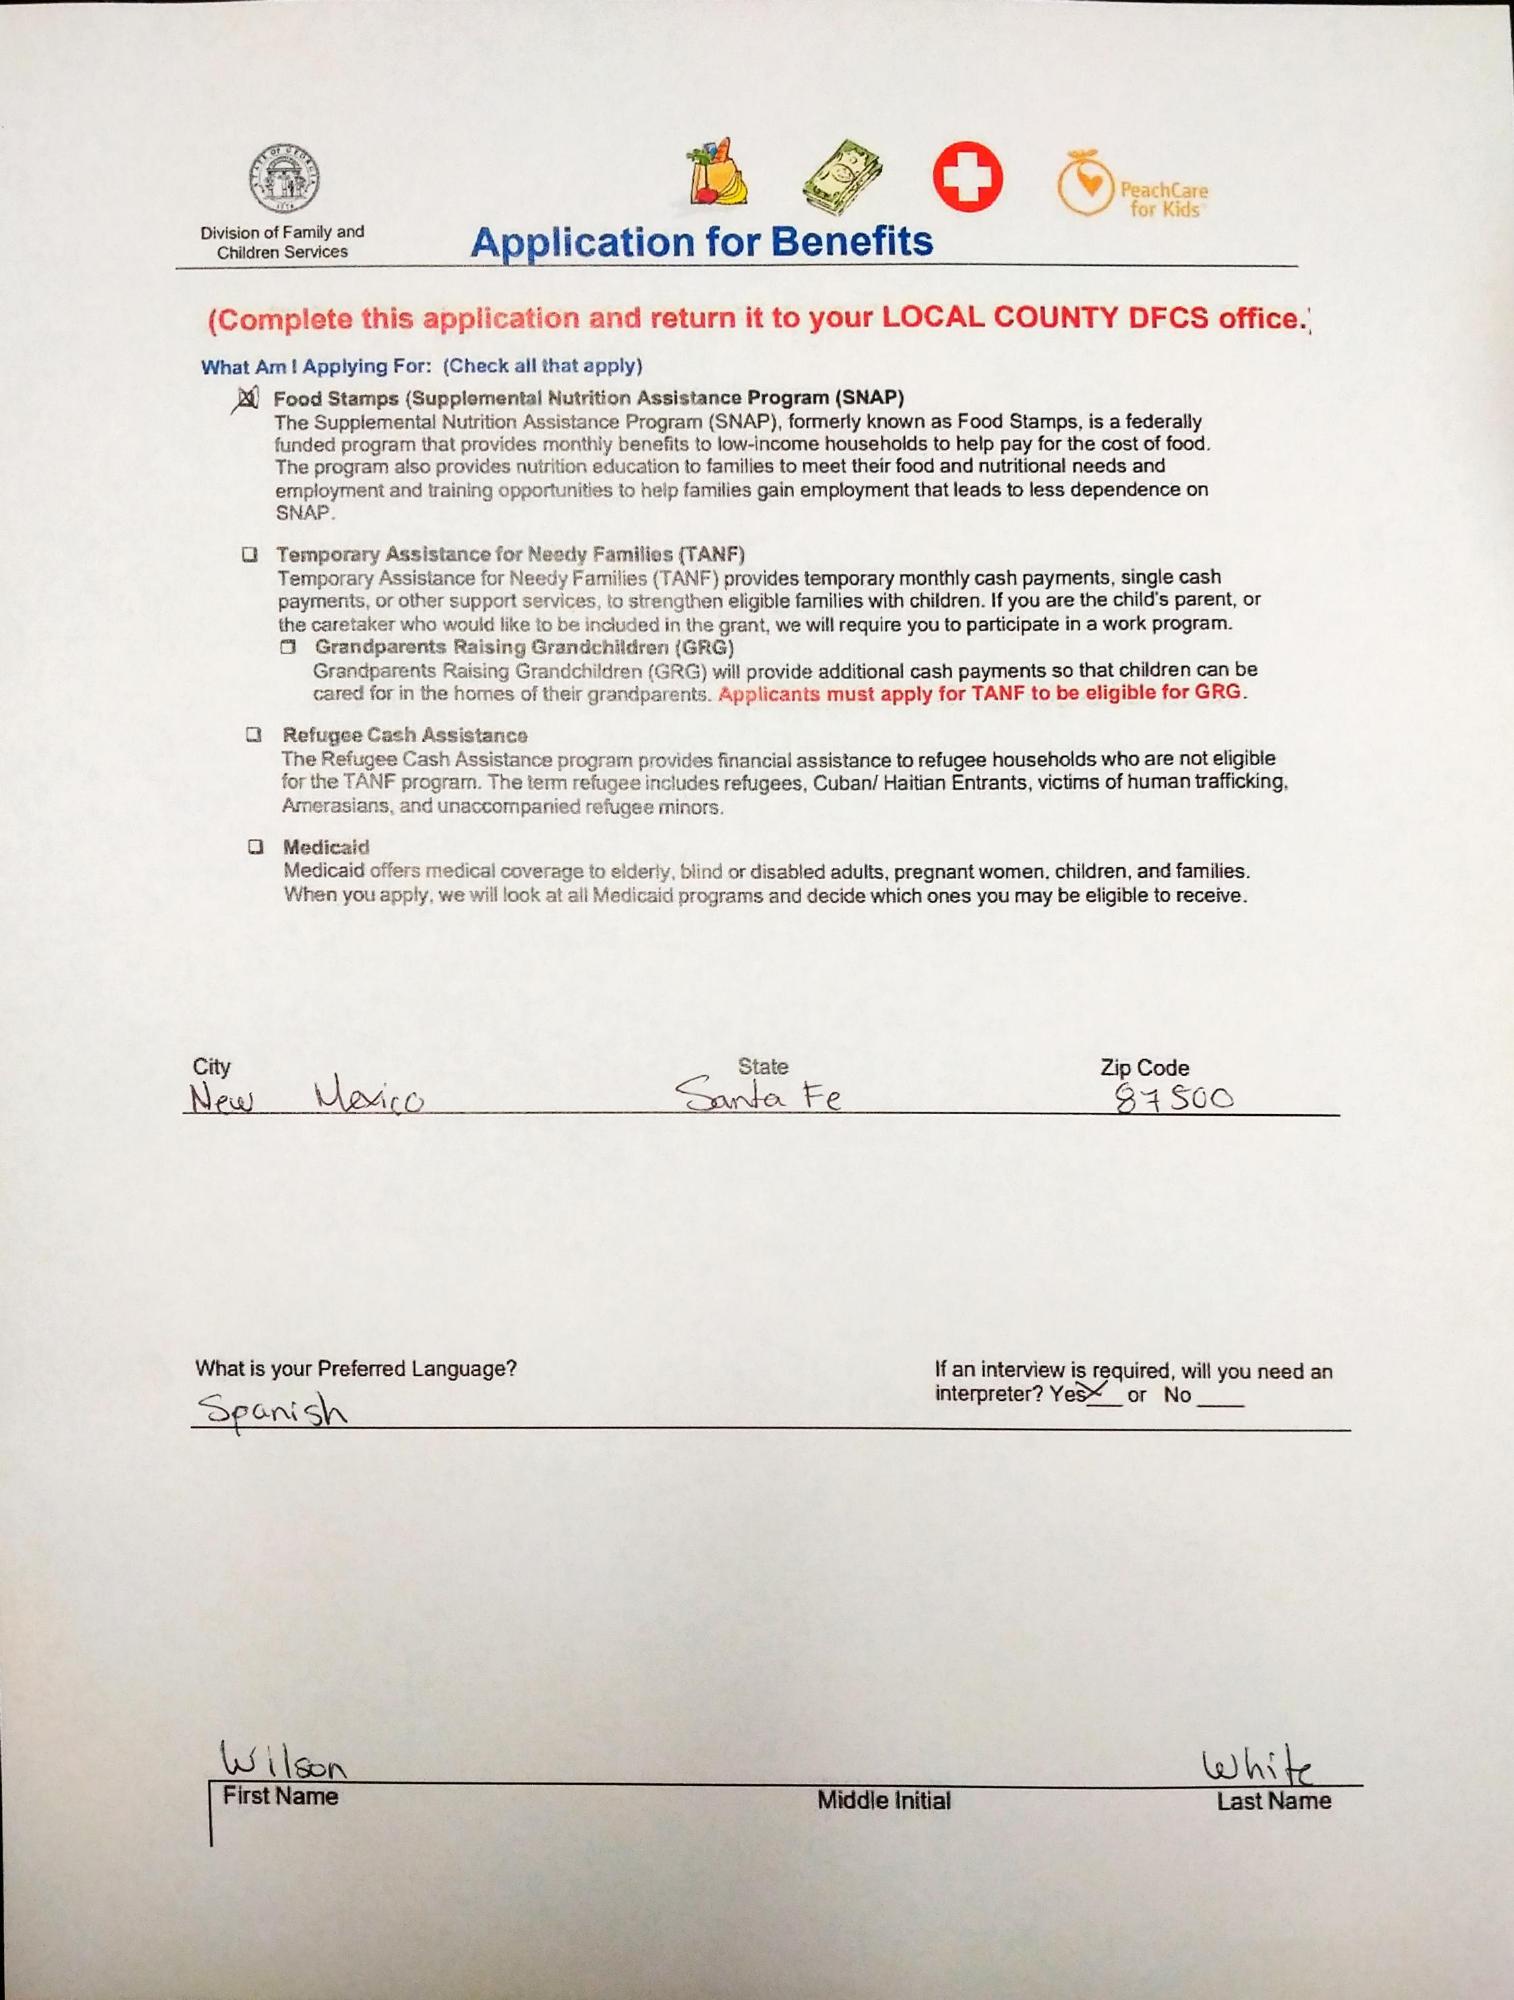 STATE OF GEORGIA
1776
Division of Family and
Children Services
Application for Benefits
PeachCare
for Kids
(Complete this application and return it to your LOCAL COUNTY DFCS office.)
What Am I Applying For: (Check all that apply)
Food Stamps (Supplemental Nutrition Assistance Program (SNAP)
The Supplemental Nutrition Assistance Program (SNAP), formerly known as Food Stamps, is a federally
funded program that provides monthly benefits to low-income households to help pay for the cost of food.
The program also provides nutrition education to families to meet their food and nutritional needs and
employment and training opportunities to help families gain employment that leads to less dependence on
SNAP.
Temporary Assistance for Needy Families (TANF)
Temporary Assistance for Needy Families (TANF) provides temporary monthly cash payments, single cash
payments, or other support services, to strengthen eligible families with children. If you are the child's parent, or
the caretaker who would like to be included in the grant, we will require you to participate in a work program.
Grandparents Raising Grandchildren (GRG)
Grandparents Raising Grandchildren (GRG) will provide additional cash payments so that children can be
cared for in the homes of their grandparents. Applicants must apply for TANF to be eligible for GRG.
Refugee Cash Assistance
The Refugee Cash Assistance program provides financial assistance to refugee households who are not eligible
for the TANF program. The term refugee includes refugees, Cuban/ Haitian Entrants, victims of human trafficking,
Amerasians, and unaccompanied refugee minors.
Medicaid
Medicaid offers medical coverage to elderly, blind or disabled adults, pregnant women, children, and families.
When you apply, we will look at all Medicaid programs and decide which ones you may be eligible to receive.
City State Zip Code
New Mexico Santa Fe 87500
What is your Preferred Language? If an interview is required, will you need an
interpreter? Yes X or No
Spanish
Wilson White
First Name Middle Initial Last Name